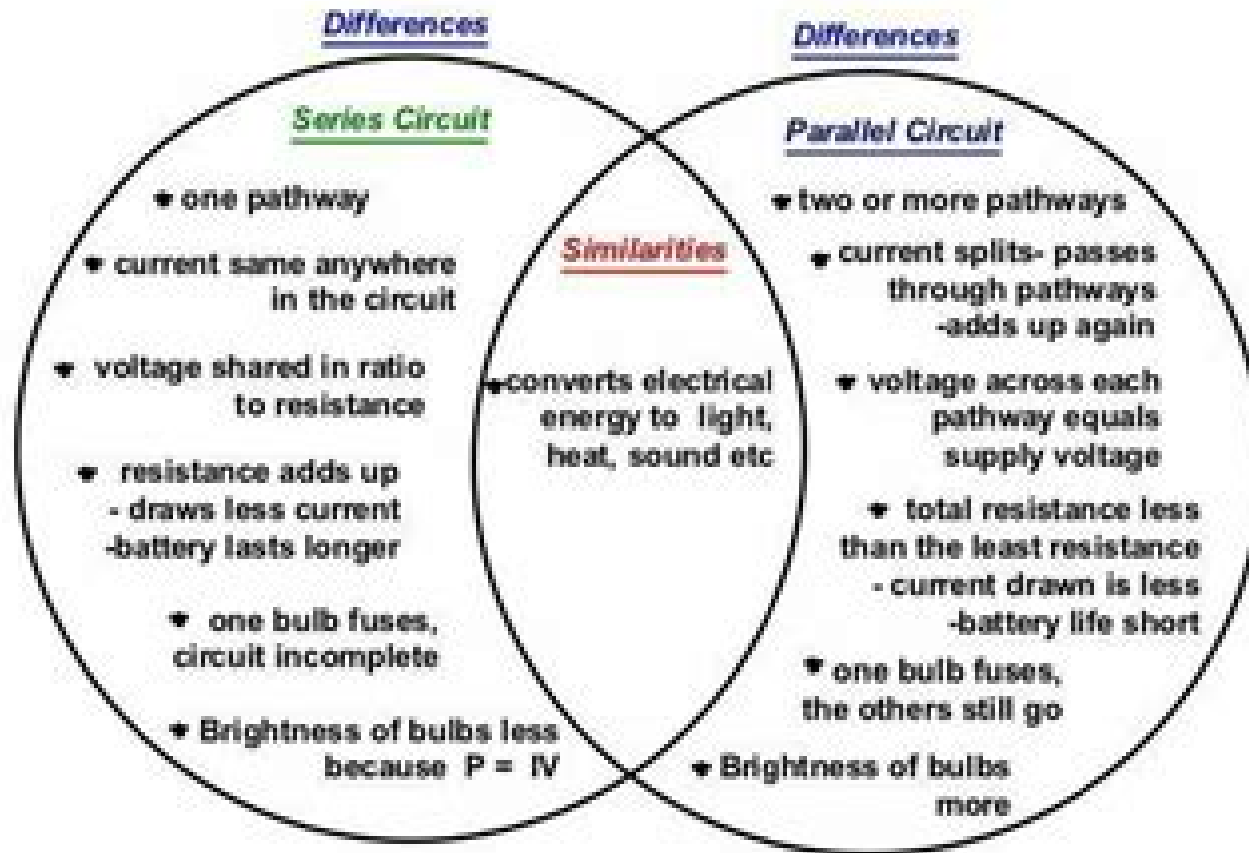 Differences
Series Circuit
one pathway
current same anywhere
in the circuit
voltage shared in ratio
to resistance
resistance adds up
- draws less current
-battery lasts longer
one bulb fuses,
circuit incomplete
Brightness of bulbs less
because P = IV
Similarities
converts electrical
energy to light,
heat, sound etc
Differences
Parallel Circuit
two or more pathways
current splits- passes
through pathways
-adds up again
voltage across each
pathway equals
supply voltage
total resistance less
than the least resistance
- current drawn is less
-battery life short
one bulb fuses,
the others still go
Brightness of bulbs
more